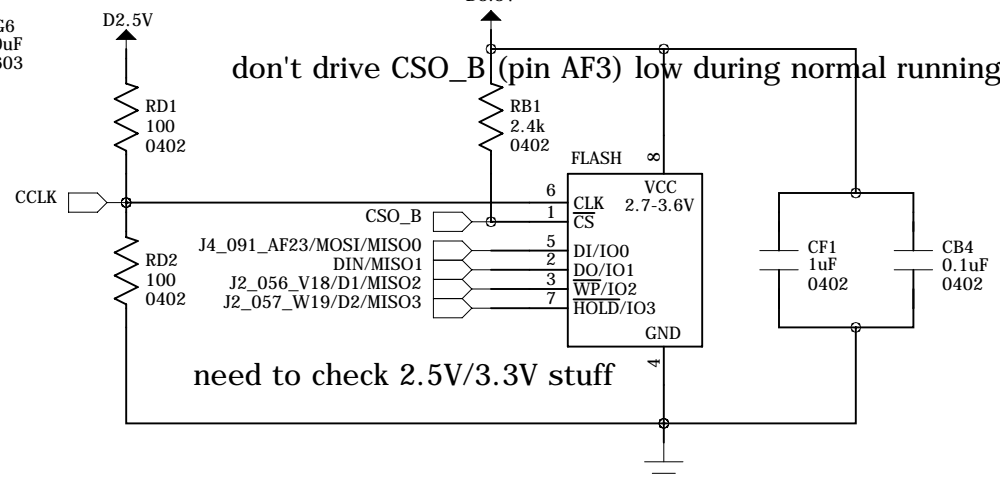 D2.5V
G6
603
don't drive CSO_B (pin AF3) low during normal running
RD1
100
0402
RB1
2.4k
0402
FLASH
8
VCC
2.7-3.6V
CCLK
6
CLK
CSO_B
1
CS
J4_091_AF23/MOSI/MISO0
5
DI/IO0
DIN/MISO1
2
DO/IO1
J2_056_V18/D1/MISO2
3
WP/IO2
J2_057_W19/D2/MISO3
7
HOLD/IO3
GND
4
RD2
100
0402
CF1
1uF
0402
CB4
0.1uF
0402
need to check 2.5V/3.3V stuff